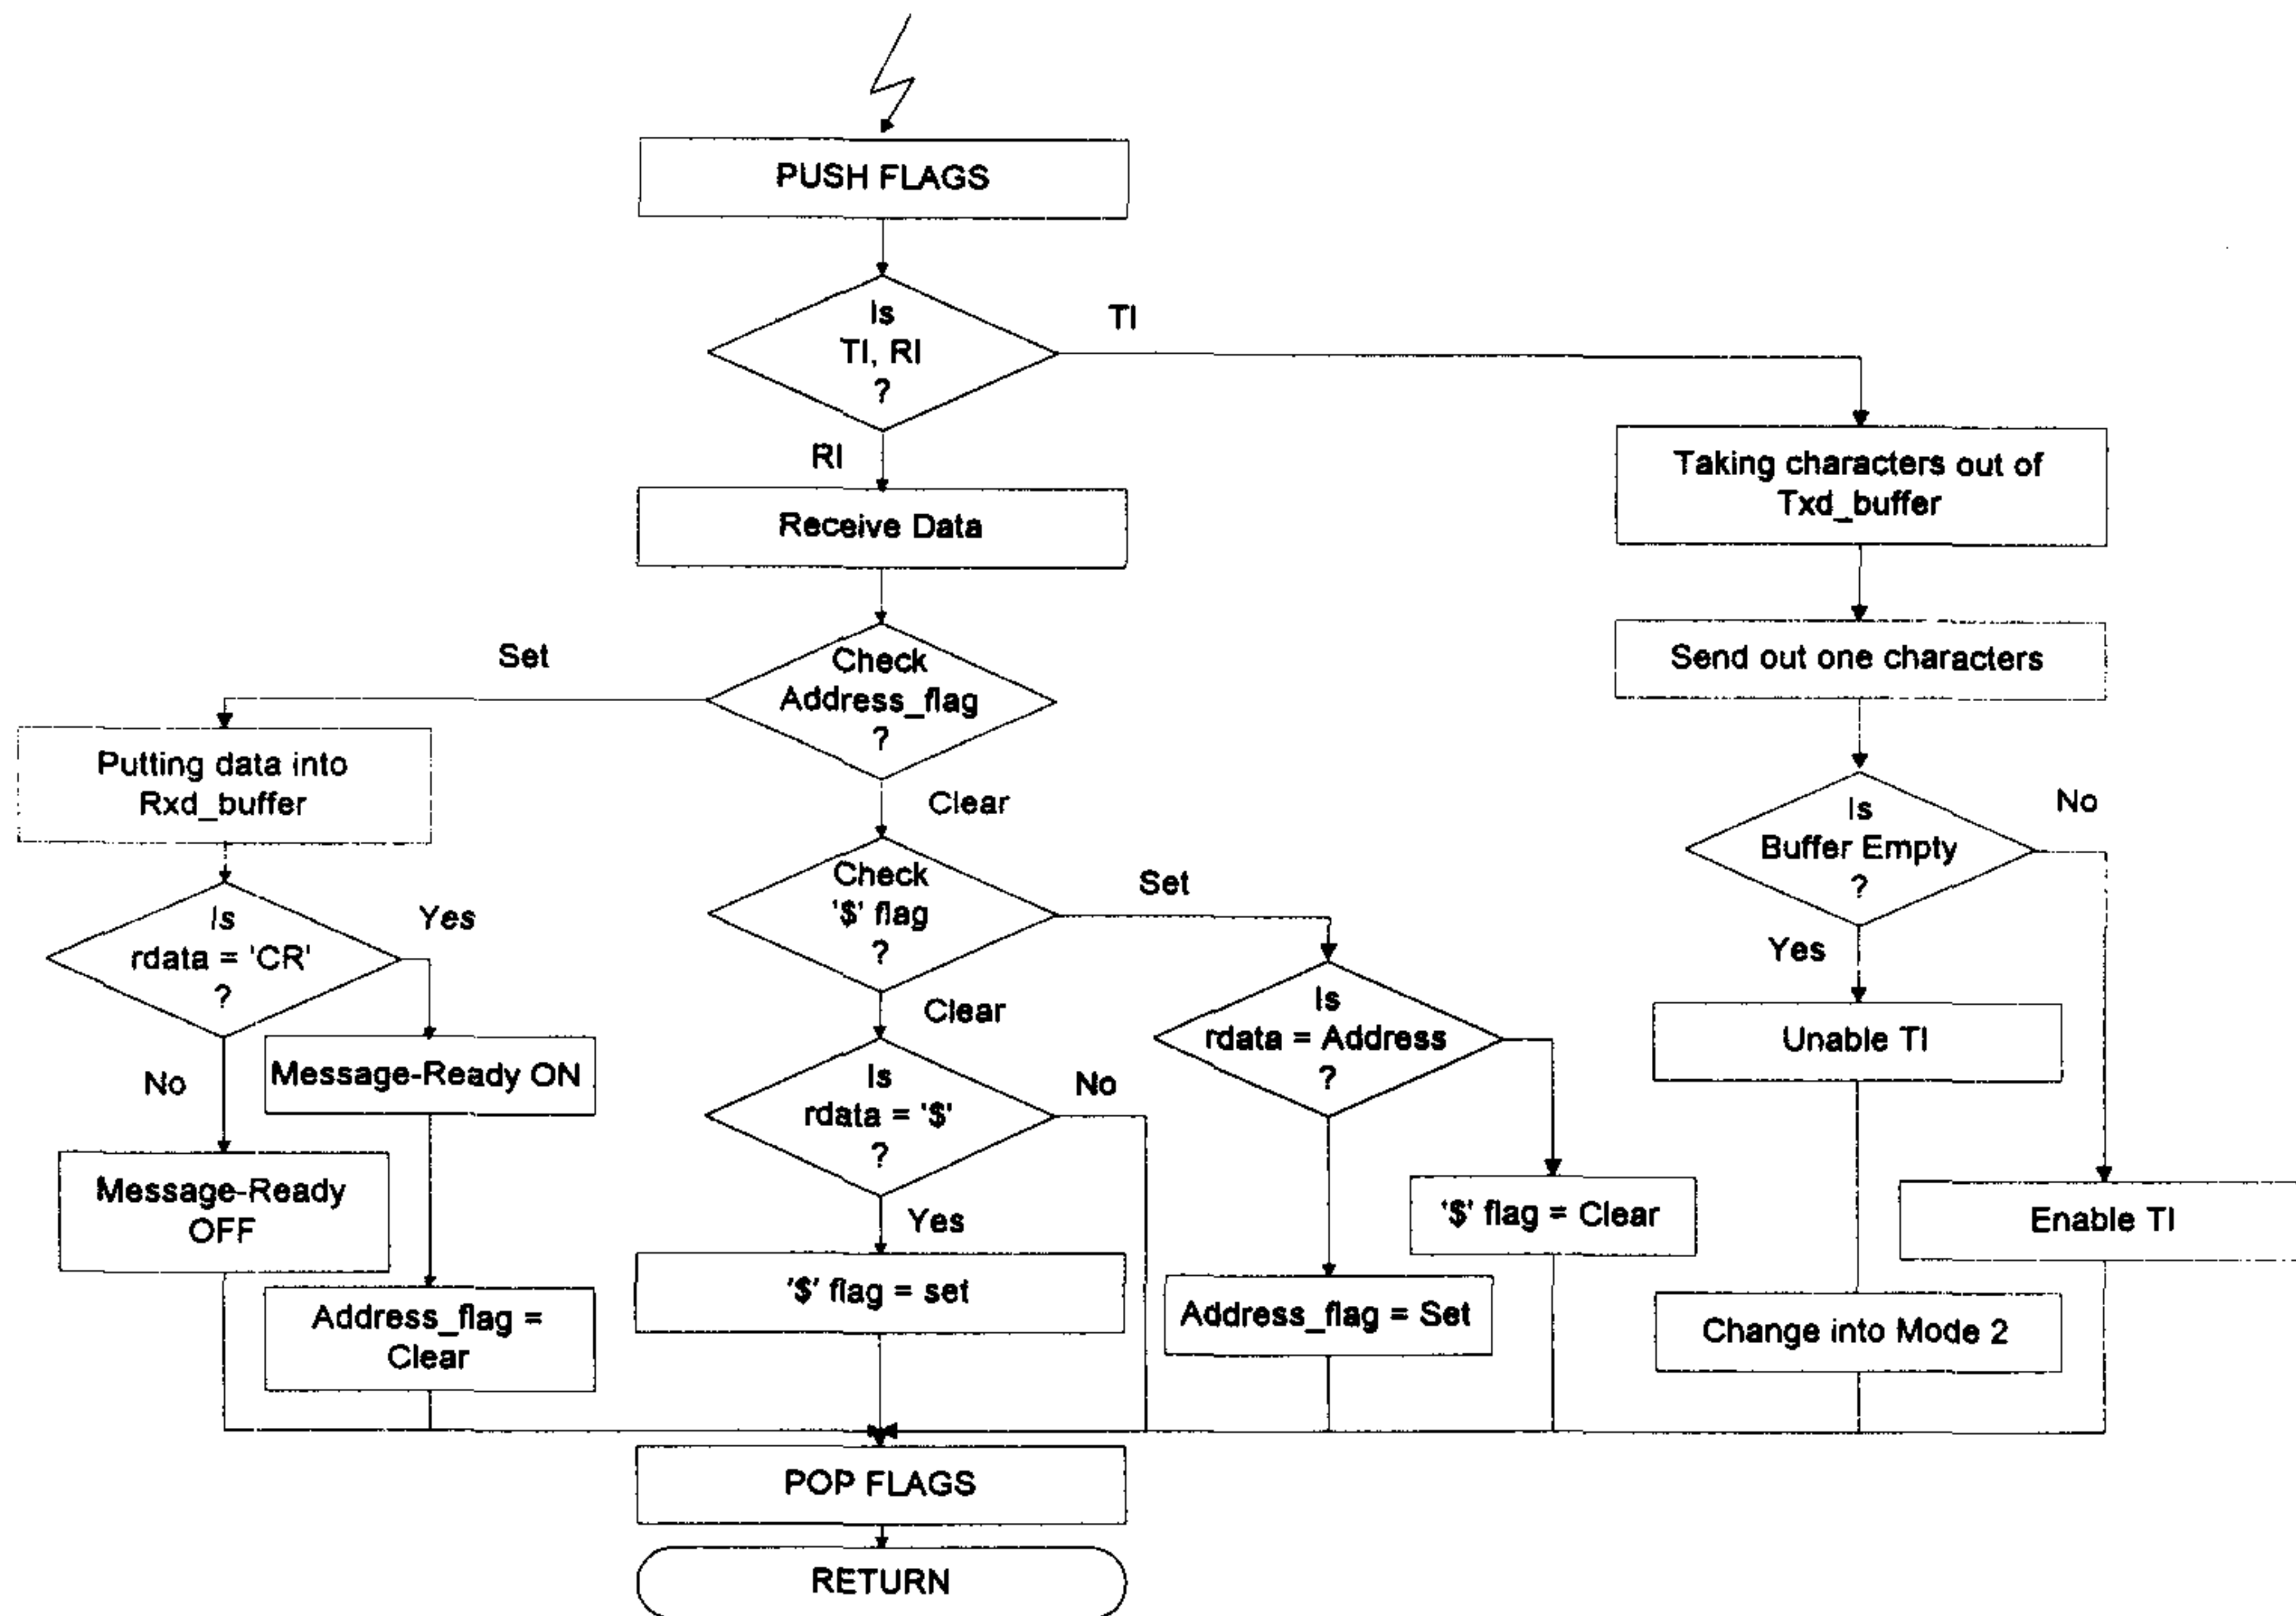 PUSH FLAGS
Is
TI, RI
?
TI
RI
Receive Data
Taking characters out of
Txd_buffer
Send out one characters
Set
Check
Address_flag
?
Clear
Putting data into
Rxd_buffer
Is
rdata = 'CR'
?
Yes
No
Message-Ready ON
Message-Ready
OFF
Address_flag =
Clear
Check
'$' flag
?
Set
Clear
Is
rdata = '$'
?
No
Yes
'$' flag = set
Is
rdata = Address
?
'$' flag = Clear
Address_flag = Set
Is
Buffer Empty
?
No
Yes
Unable TI
Enable TI
Change into Mode 2
POP FLAGS
RETURN